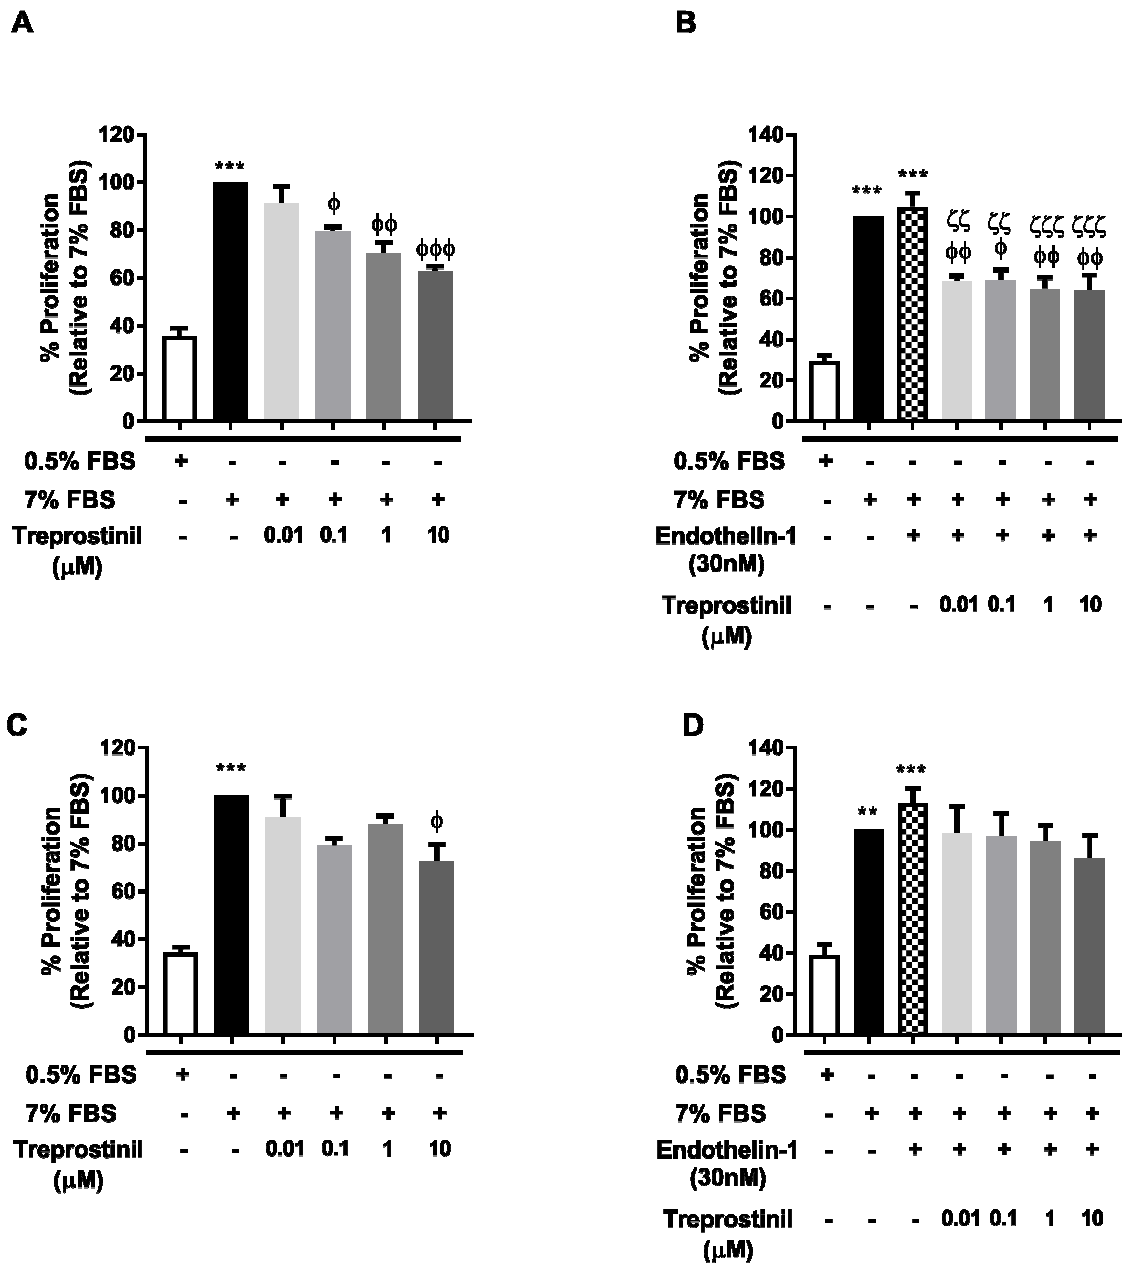 A
% Proliferation
(Relative to 7% FBS)
120
100
80
60
40
20
0
***
ϕ
ϕϕ
ϕϕϕ
0.5% FBS + - - - - -
7% FBS - + + + + +
Treprostinil - - 0.01 0.1 1 10
(μM)
B
% Proliferation
(Relative to 7% FBS)
140
120
100
80
60
40
20
0
***
***
ζζ ζζ ζζζ ζζζ
ϕϕ ϕ ϕϕ ϕϕ
0.5% FBS + - - - - - -
7% FBS - + + + + + +
Endothelin-1 - - + + + + +
(30nM)
Treprostinil - - - 0.01 0.1 1 10
(μM)
C
% Proliferation
(Relative to 7% FBS)
120
100
80
60
40
20
0
***
ϕ
0.5% FBS + - - - - -
7% FBS - + + + + +
Treprostinil - - 0.01 0.1 1 10
(μM)
D
% Proliferation
(Relative to 7% FBS)
140
120
100
80
60
40
20
0
**
***
0.5% FBS + - - - - - -
7% FBS - + + + + + +
Endothelin-1 - - + + + + +
(30nM)
Treprostinil - - - 0.01 0.1 1 10
(μM)